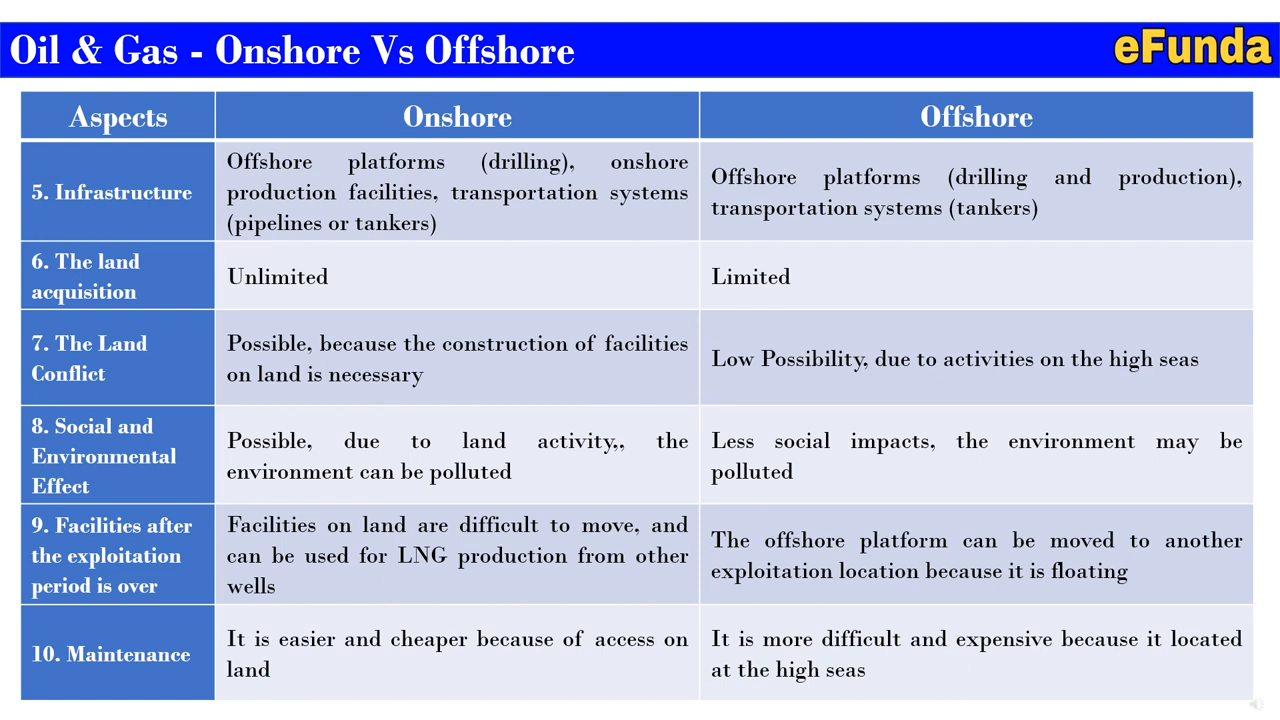 Oil & Gas - Onshore Vs Offshore
eFunda
Aspects
Onshore
Offshore
5. Infrastructure
Offshore platforms (drilling), onshore
production facilities, transportation systems
(pipelines or tankers)
Offshore platforms (drilling and production),
transportation systems (tankers)
6. The land
acquisition
Unlimited
Limited
7. The Land
Conflict
Possible, because the construction of facilities
on land is necessary
Low Possibility, due to activities on the high seas
8. Social and
Environmental
Effect
Possible, due to land activity,, the
environment can be polluted
Less social impacts, the environment may be
polluted
9. Facilities after
the exploitation
period is over
Facilities on land are difficult to move, and
can be used for LNG production from other
wells
The offshore platform can be moved to another
exploitation location because it is floating
10. Maintenance
It is easier and cheaper because of access on
land
It is more difficult and expensive because it located
at the high seas